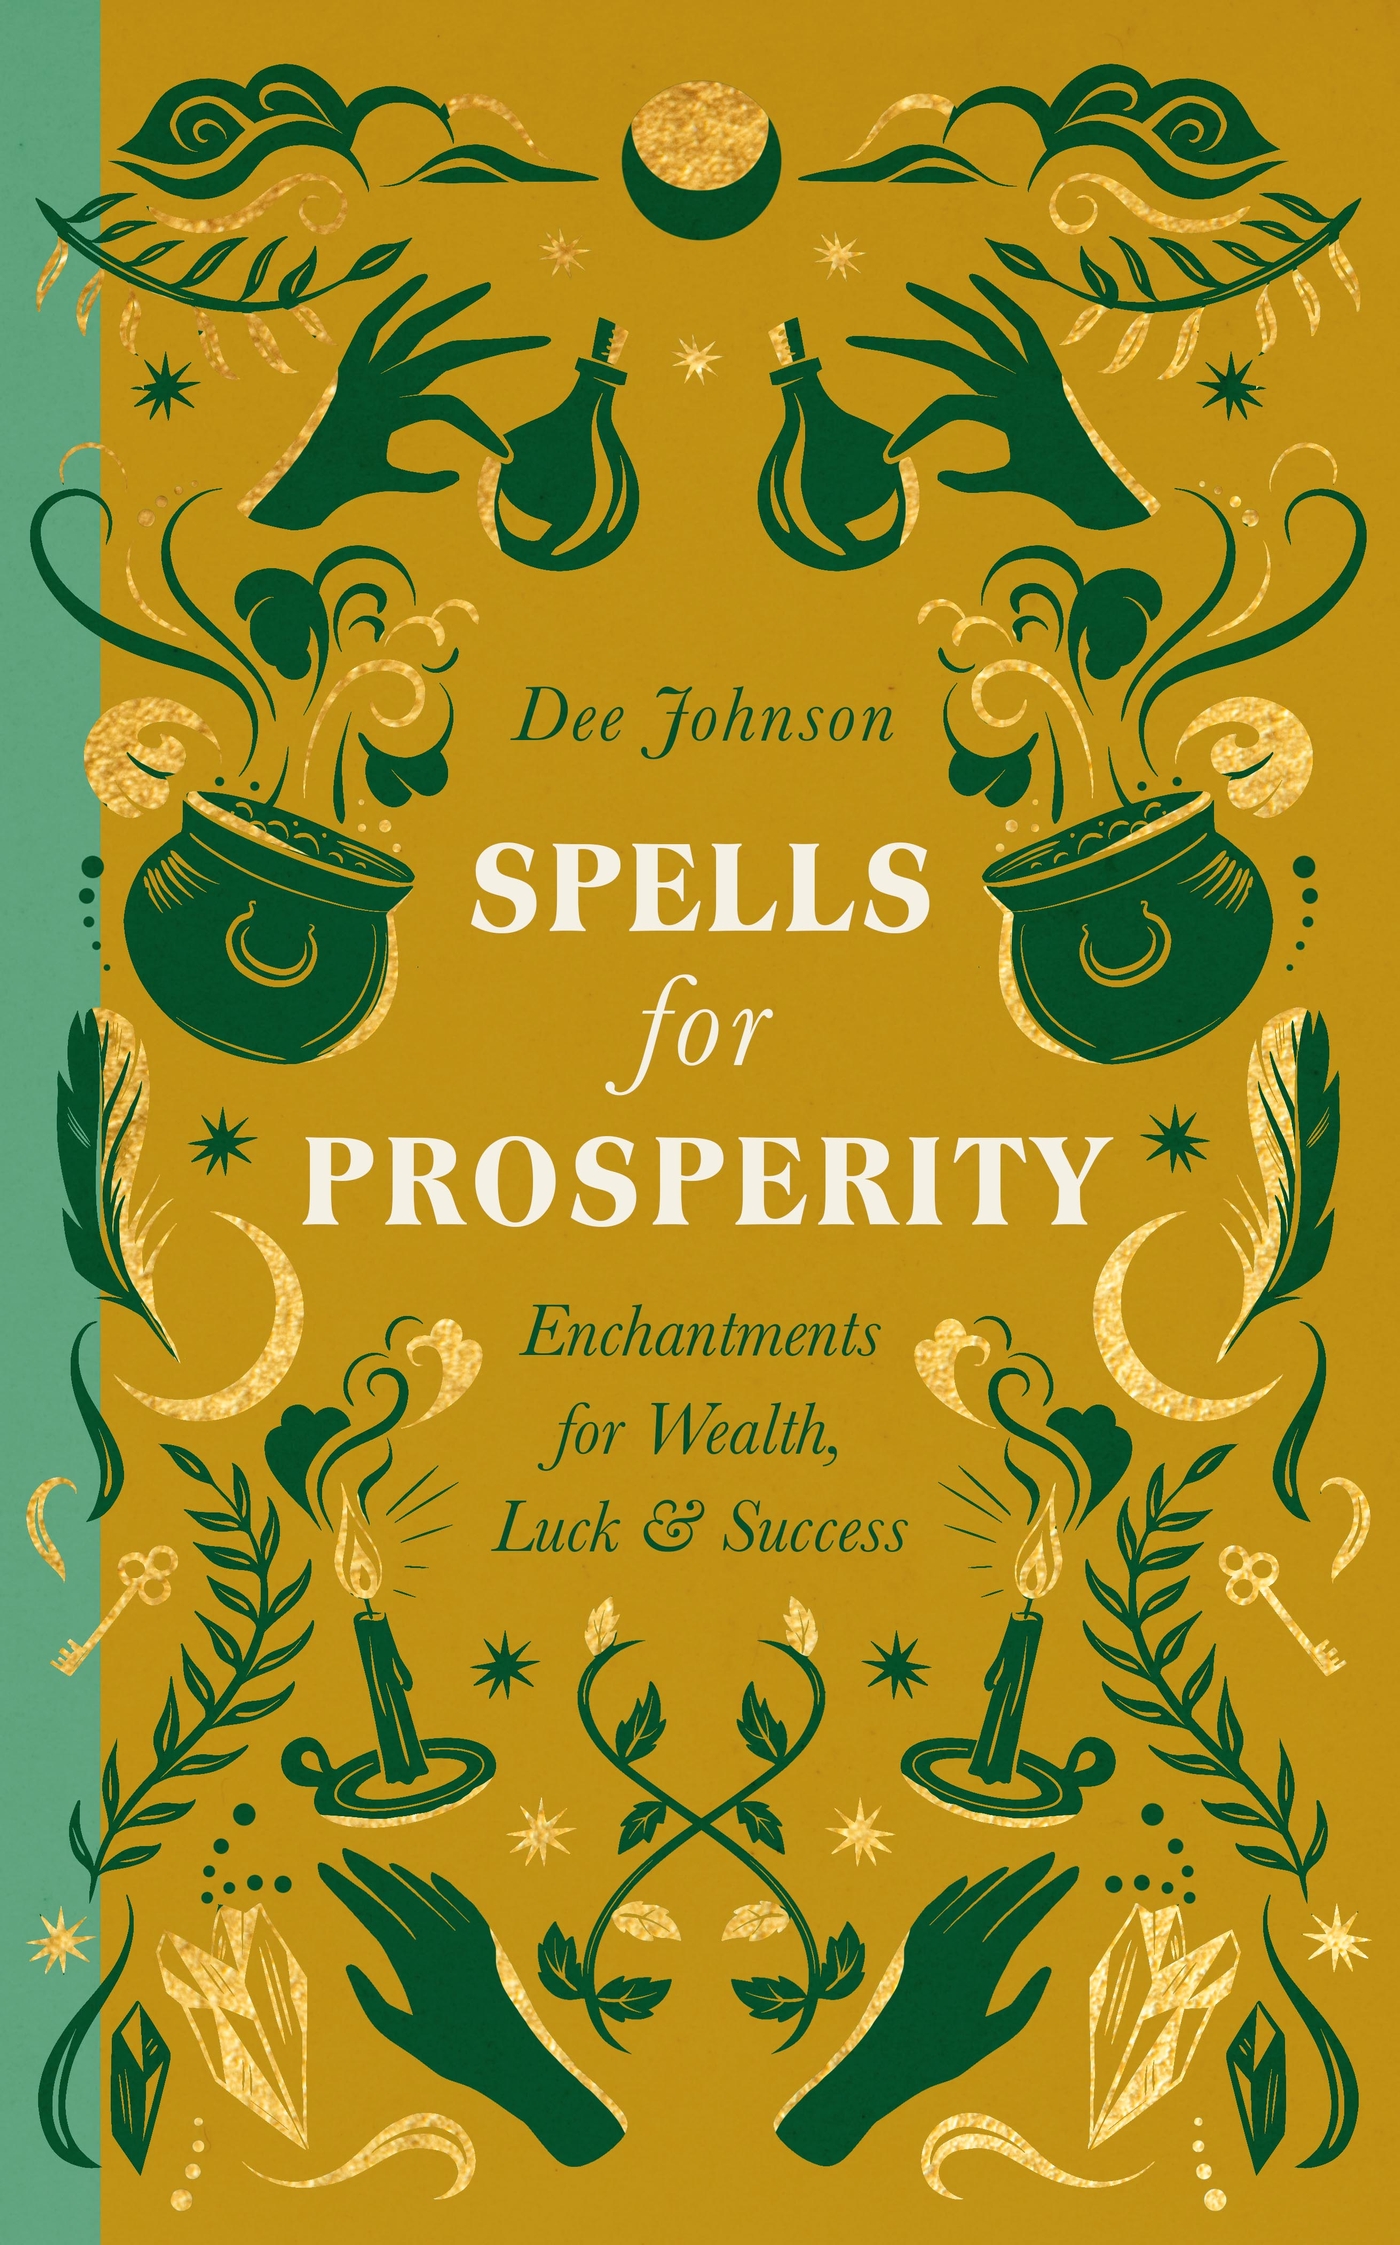 Dee Johnson
SPELLS
for
PROSPERITY
Enchantments
for Wealth,
Luck & Success